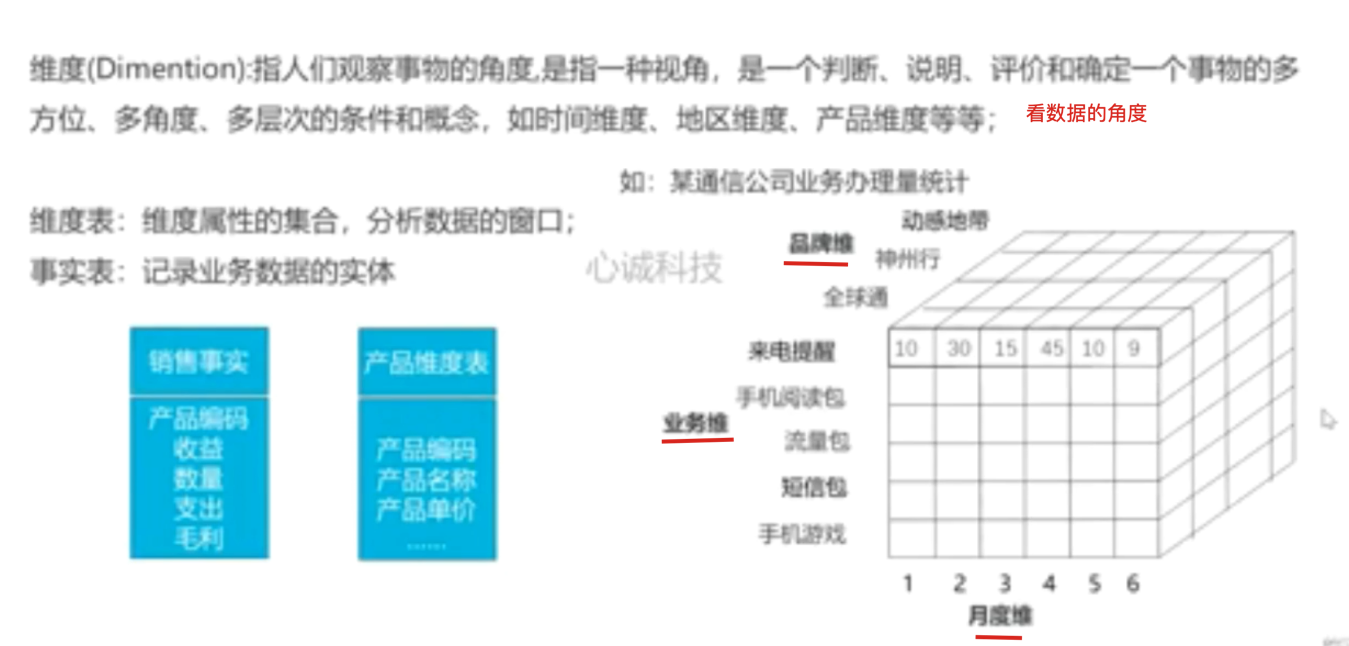 维度(Dimention):指人们观察事物的角度,是指一种视角，是一个判断、说明、评价和确定一个事物的多
方位、多角度、多层次的条件和概念，如时间维度、地区维度、产品维度等等；
看数据的角度
如：某通信公司业务办理量统计
维度表：维度属性的集合，分析数据的窗口；
事实表：记录业务数据的实体
心诚科技
销售事实
产品编码
收益
数量
支出
毛利
产品维度表
产品编码
产品名称
产品单价
......
品牌维
动感地带
神州行
全球通
业务维
来电提醒
手机阅读包
流量包
短信包
手机游戏
10 30 15 45 10 9
1 2 3 4 5 6
月度维